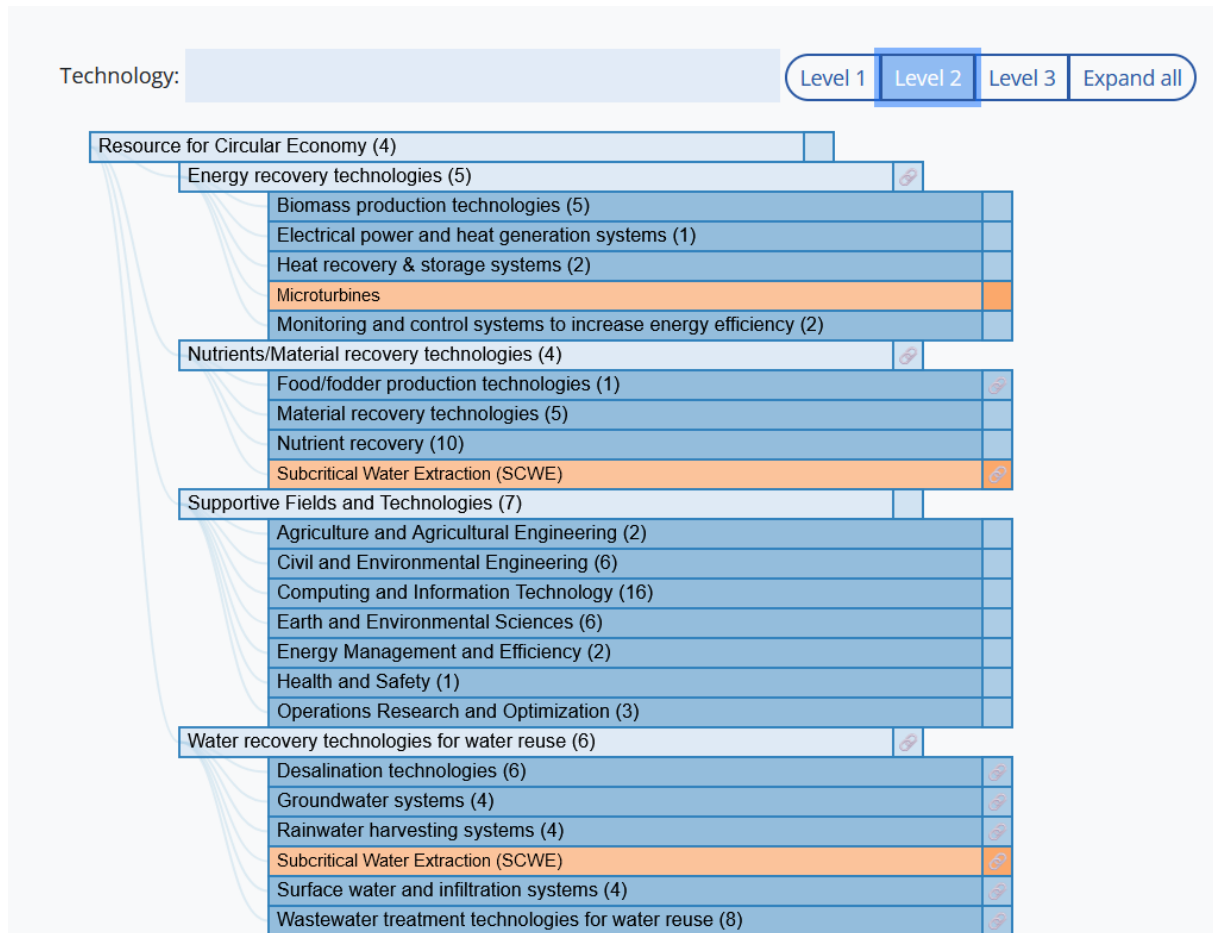 Technology:
Level 1 Level 2 Level 3 Expand all
Resource for Circular Economy (4)
Energy recovery technologies (5)
Biomass production technologies (5)
Electrical power and heat generation systems (1)
Heat recovery & storage systems (2)
Microturbines
Monitoring and control systems to increase energy efficiency (2)
Nutrients/Material recovery technologies (4)
Food/fodder production technologies (1)
Material recovery technologies (5)
Nutrient recovery (10)
Subcritical Water Extraction (SCWE)
Supportive Fields and Technologies (7)
Agriculture and Agricultural Engineering (2)
Civil and Environmental Engineering (6)
Computing and Information Technology (16)
Earth and Environmental Sciences (6)
Energy Management and Efficiency (2)
Health and Safety (1)
Operations Research and Optimization (3)
Water recovery technologies for water reuse (6)
Desalination technologies (6)
Groundwater systems (4)
Rainwater harvesting systems (4)
Subcritical Water Extraction (SCWE)
Surface water and infiltration systems (4)
Wastewater treatment technologies for water reuse (8)